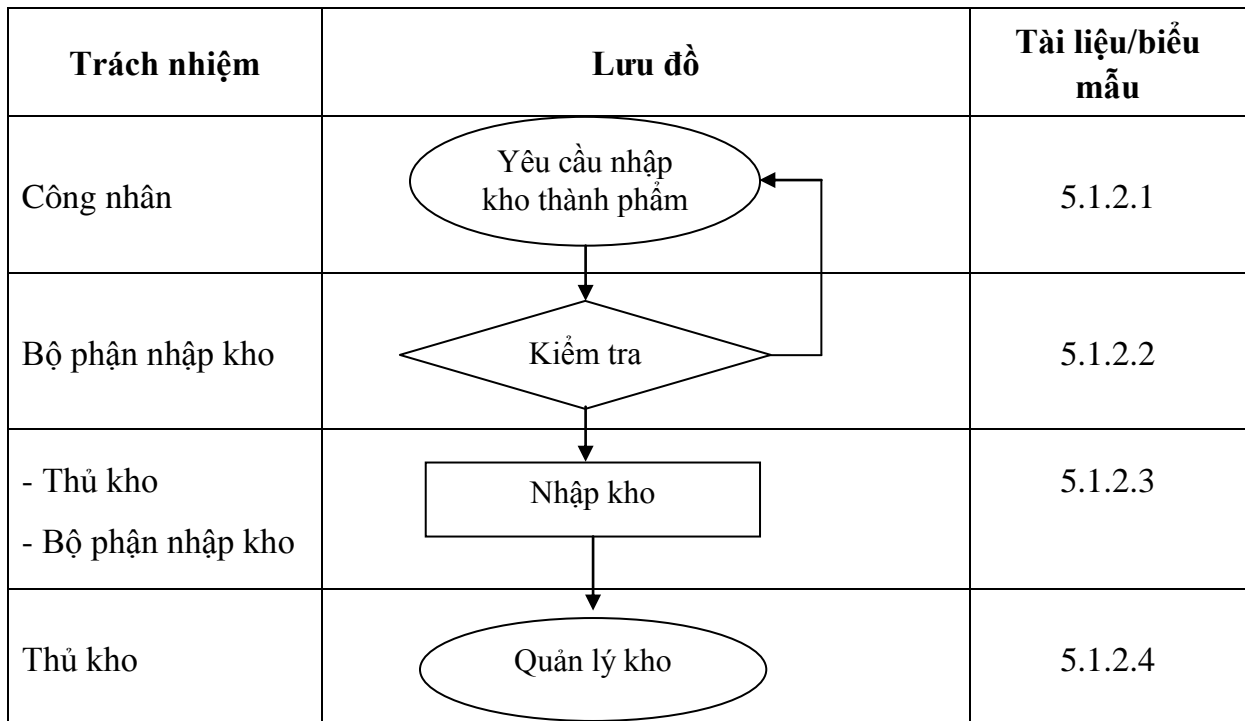 Trách nhiệm
Lưu đồ
Tài liệu/biểu
mẫu
Công nhân
Yêu cầu nhập
kho thành phẩm
5.1.2.1
Bộ phận nhập kho
Kiểm tra
5.1.2.2
- Thủ kho
- Bộ phận nhập kho
Nhập kho
5.1.2.3
Thủ kho
Quản lý kho
5.1.2.4